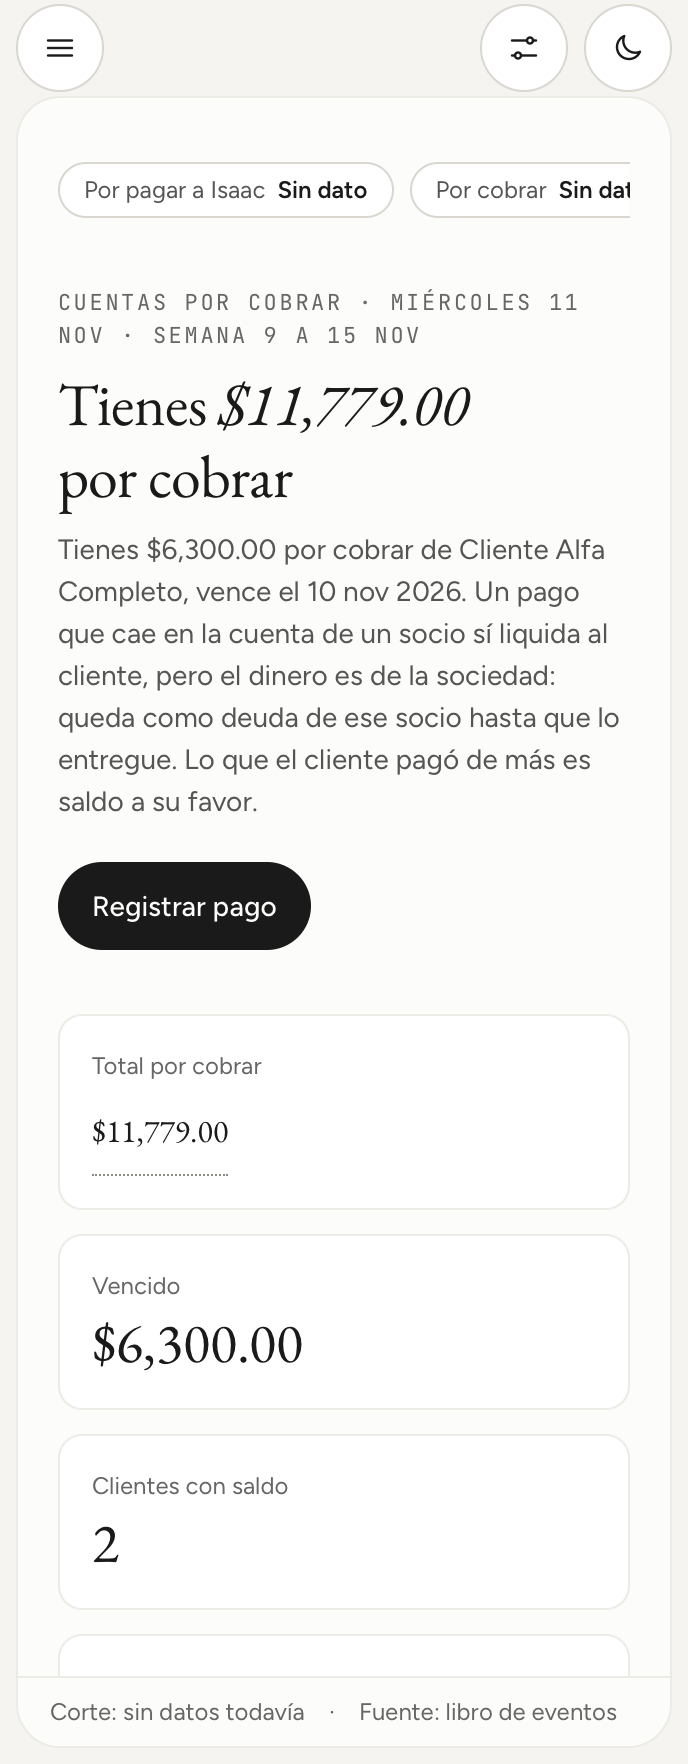 Por pagar a Isaac Sin dato
Por cobrar Sin dat
CUENTAS POR COBRAR · MIÉRCOLES 11
NOV · SEMANA 9 A 15 NOV
Tienes $11,779.00
por cobrar
Tienes $6,300.00 por cobrar de Cliente Alfa
Completo, vence el 10 nov 2026. Un pago
que cae en la cuenta de un socio sí liquida al
cliente, pero el dinero es de la sociedad:
queda como deuda de ese socio hasta que lo
entregue. Lo que el cliente pagó de más es
saldo a su favor.
Registrar pago
Total por cobrar
$11,779.00
Vencido
$6,300.00
Clientes con saldo
2
Corte: sin datos todavía · Fuente: libro de eventos